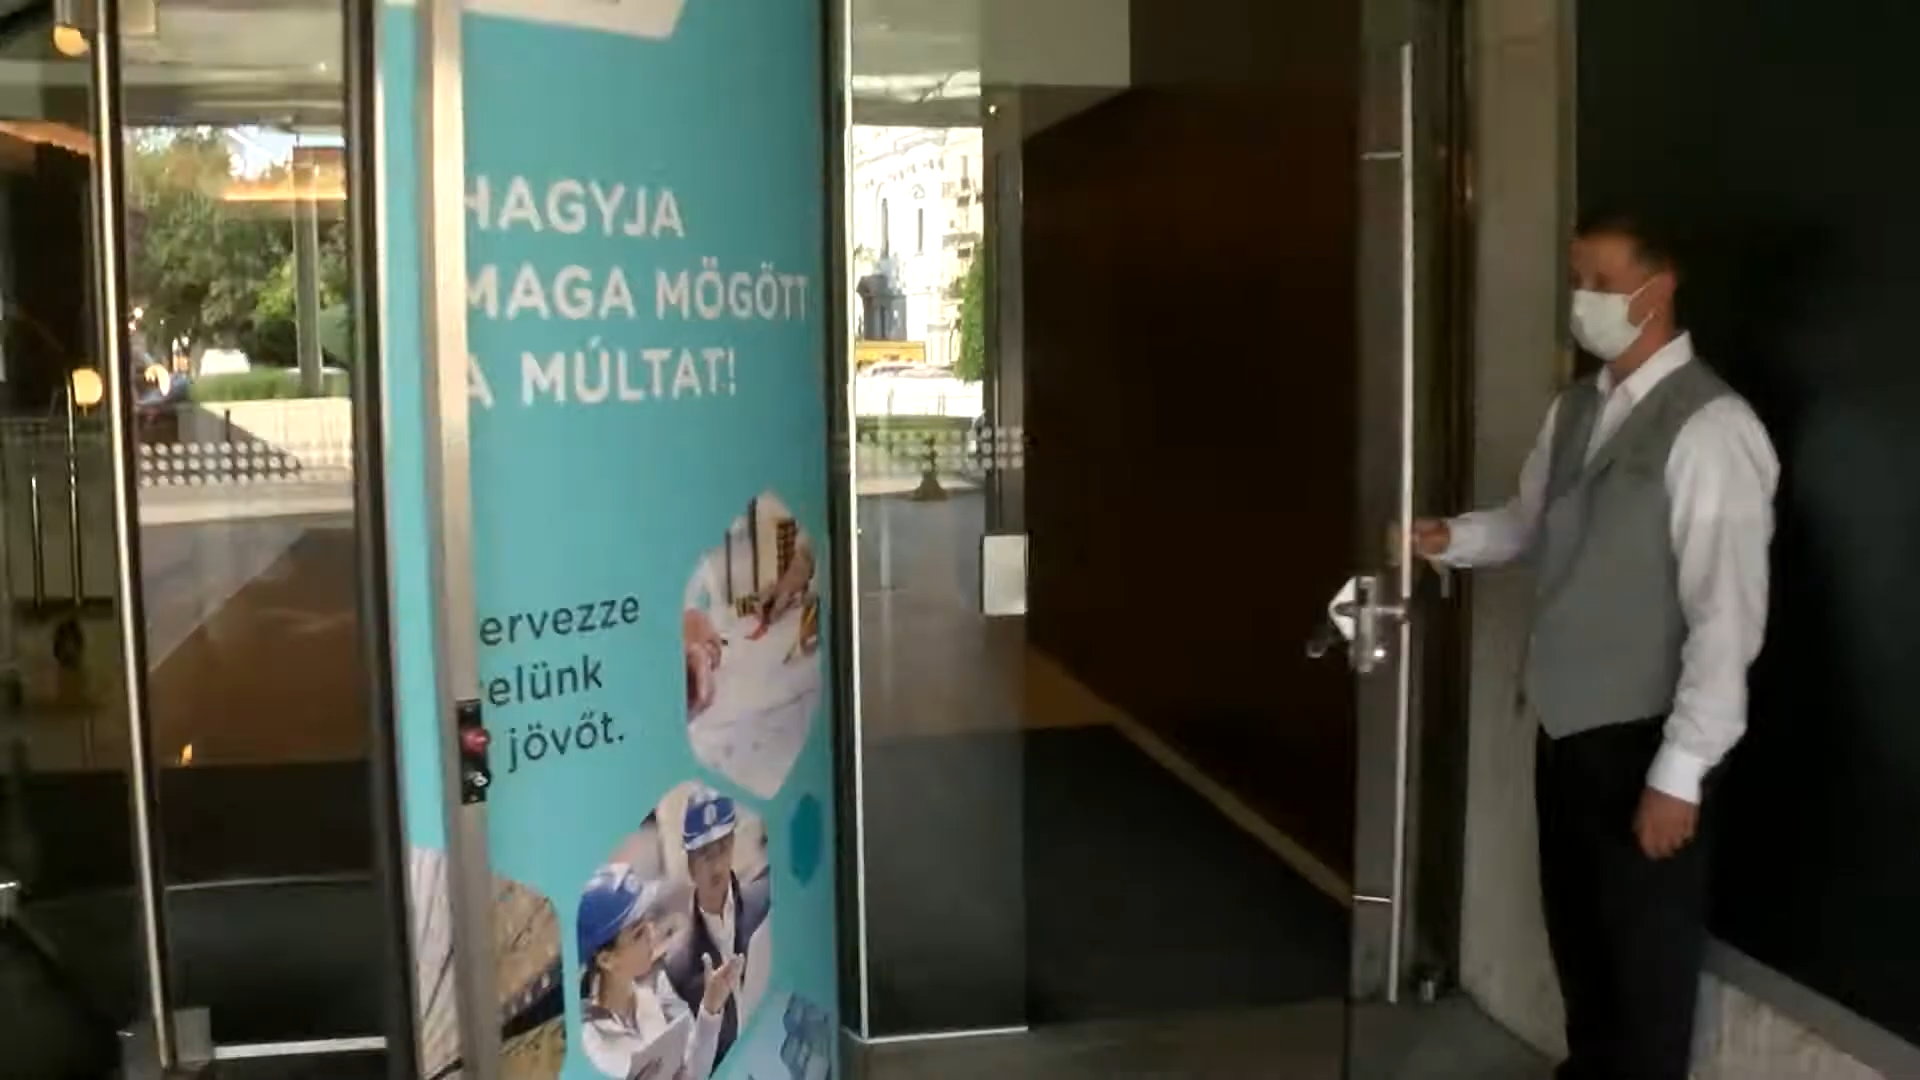 HAGYJA
MAGA MÖGÖTT
A MÚLTAT!
ervezze
elünk
jövőt.